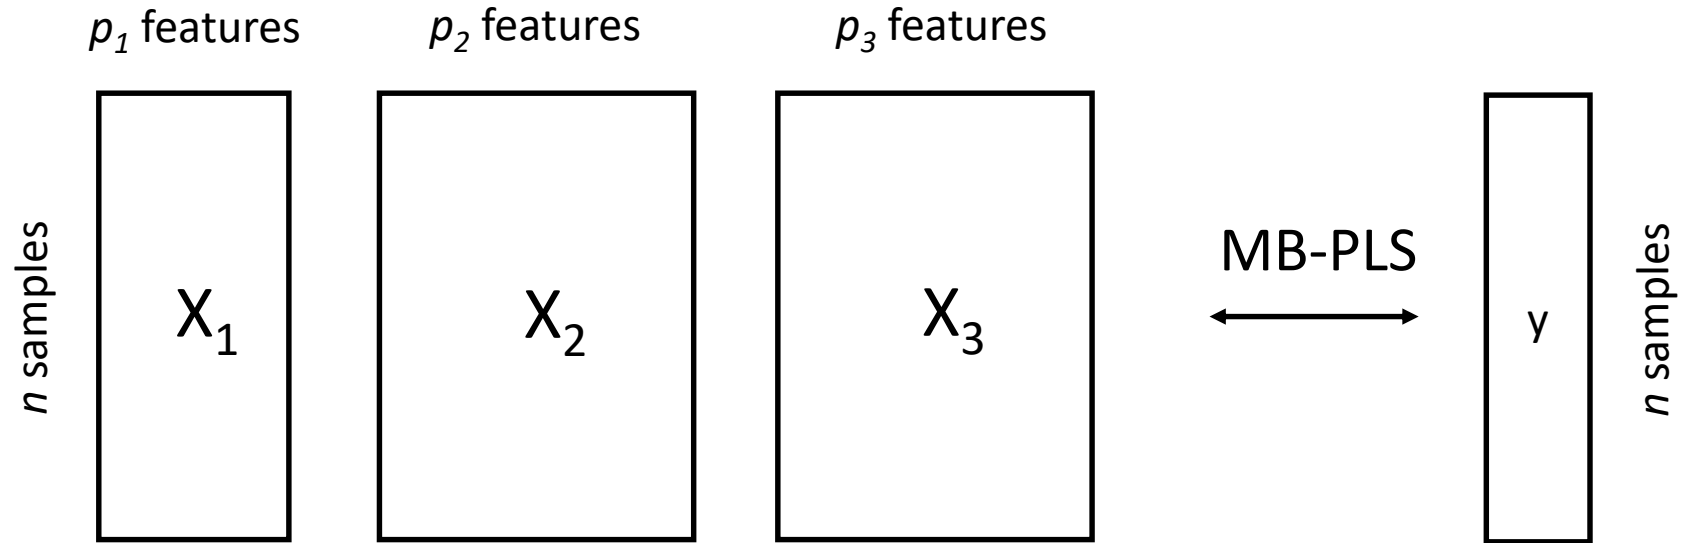 p₁ features
p₂ features
p₃ features
n samples
X₁
X₂
X₃
MB-PLS
y
n samples